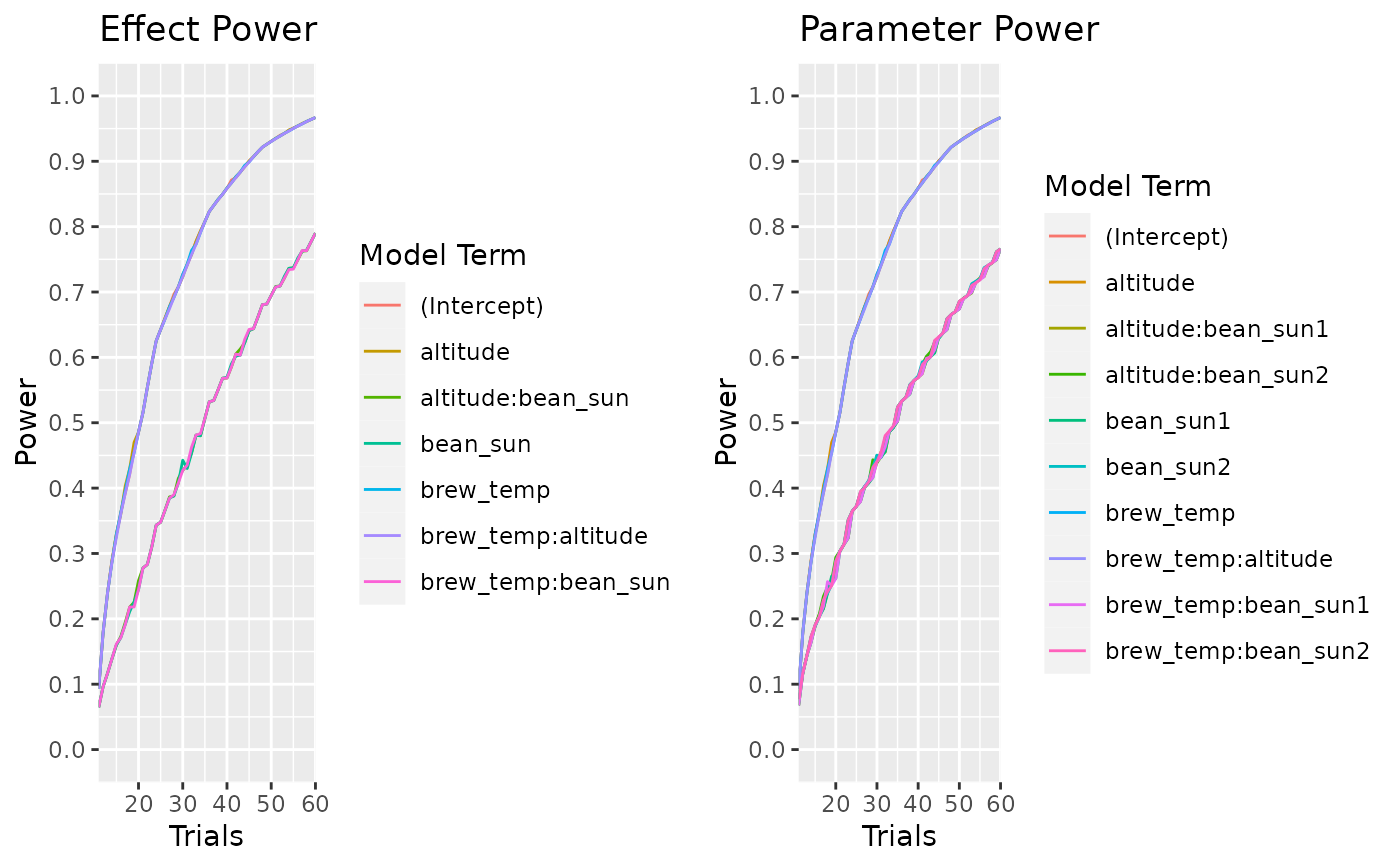 Effect Power
Power
1.0
0.9
0.8
0.7
0.6
0.5
0.4
0.3
0.2
0.1
0.0
20 30 40 50 60
Trials
Model Term
(Intercept)
altitude
altitude:bean_sun
bean_sun
brew_temp
brew_temp:altitude
brew_temp:bean_sun
Parameter Power
Power
1.0
0.9
0.8
0.7
0.6
0.5
0.4
0.3
0.2
0.1
0.0
20 30 40 50 60
Trials
Model Term
(Intercept)
altitude
altitude:bean_sun1
altitude:bean_sun2
bean_sun1
bean_sun2
brew_temp
brew_temp:altitude
brew_temp:bean_sun1
brew_temp:bean_sun2